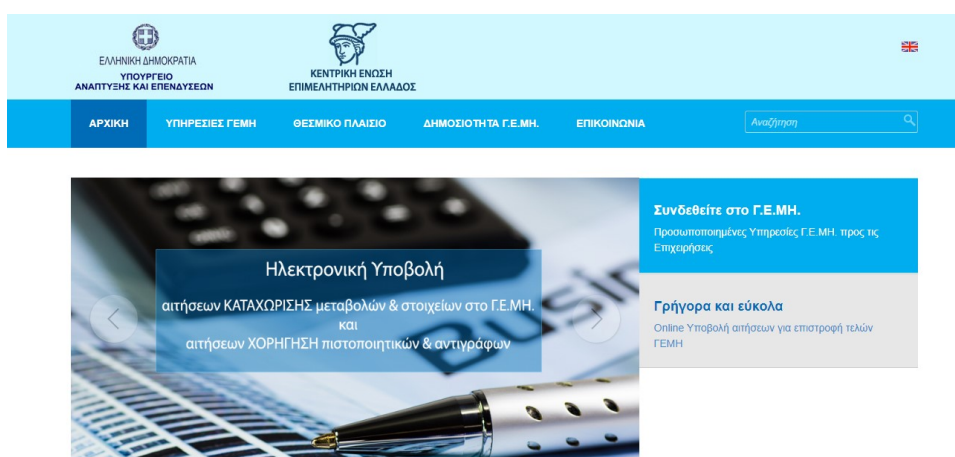 ΕΛΛΗΝΙΚΗ ΔΗΜΟΚΡΑΤΙΑ
ΥΠΟΥΡΓΕΙΟ
ΑΝΑΠΤΥΞΗΣ ΚΑΙ ΕΠΕΝΔΥΣΕΩΝ
ΚΕΝΤΡΙΚΗ ΕΝΩΣΗ
ΕΠΙΜΕΛΗΤΗΡΙΩΝ ΕΛΛΑΔΟΣ
ΑΡΧΙΚΗ ΥΠΗΡΕΣΙΕΣ ΓΕΜΗ ΘΕΣΜΙΚΟ ΠΛΑΙΣΙΟ ΔΗΜΟΣΙΟΤΗΤΑ Γ.Ε.ΜΗ. ΕΠΙΚΟΙΝΩΝΙΑ Αναζήτηση
Ηλεκτρονική Υποβολή
αιτήσεων ΚΑΤΑΧΩΡΙΣΗΣ μεταβολών & στοιχείων στο Γ.Ε.ΜΗ.
και
αιτήσεων ΧΟΡΗΓΗΣΗ πιστοποιητικών & αντιγράφων
Busin
Συνδεθείτε στο Γ.Ε.ΜΗ.
Προσωποποιημένες Υπηρεσίες Γ.Ε.ΜΗ. προς τις
Επιχειρήσεις
Γρήγορα και εύκολα
Online Υποβολή αιτήσεων για επιστροφή τελών
ΓΕΜΗ